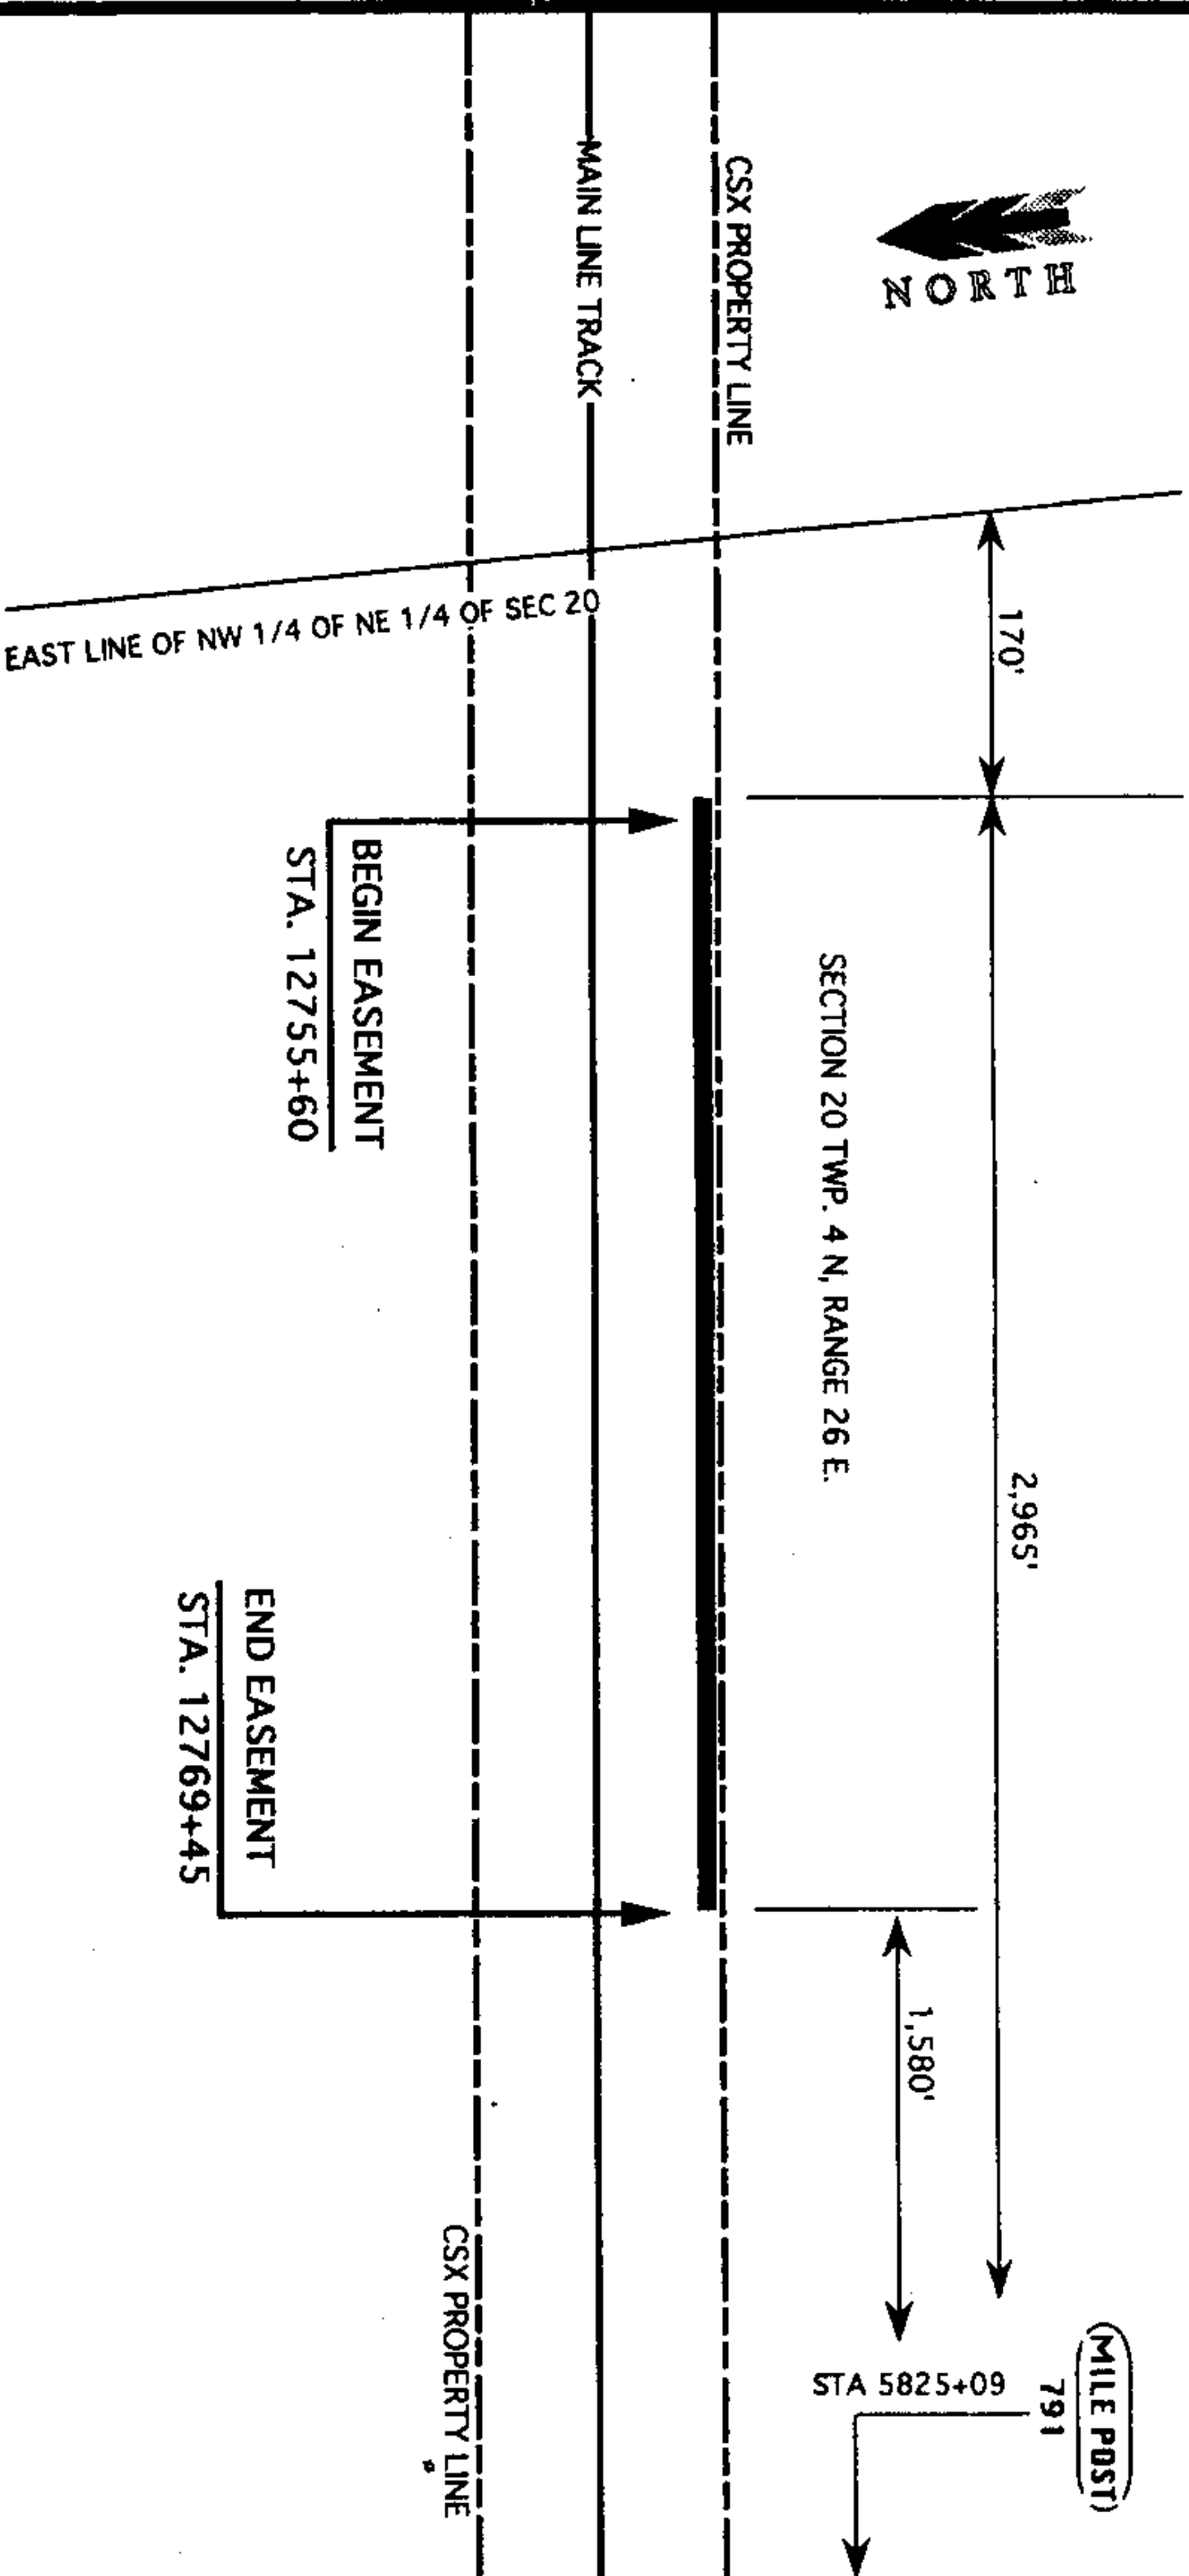 NORTH
CSX PROPERTY LINE
MAIN LINE TRACK
EAST LINE OF NW 1/4 OF NE 1/4 OF SEC 20
170'
2,965'
SECTION 20 TWP. 4 N, RANGE 26 E.
BEGIN EASEMENT
STA. 12755+60
END EASEMENT
STA. 12769+45
1,580'
(MILE POST)
791
STA 5825+09
CSX PROPERTY LINE